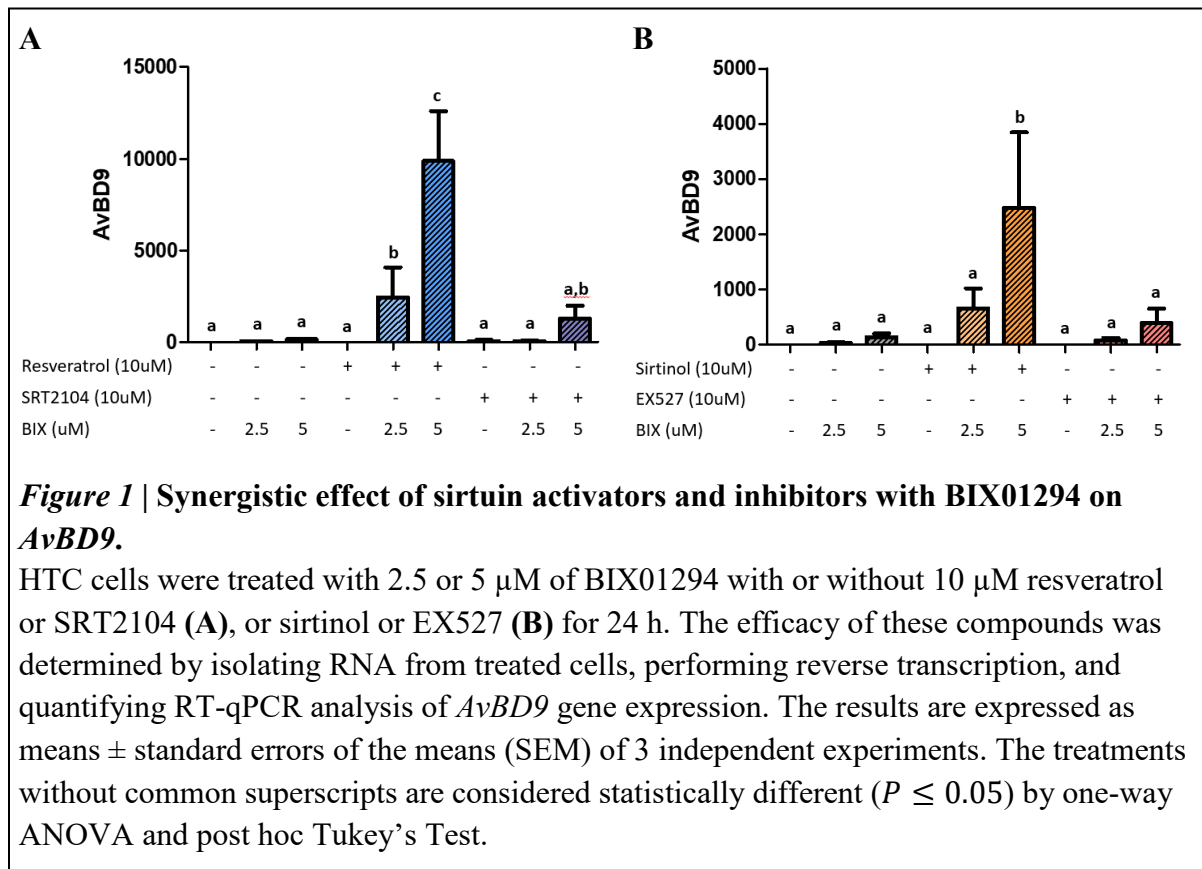 A
15000
10000
5000
0
AvBD9
a a a a b c a a a,b
Resveratrol (10uM) - - - + + + - - -
SRT2104 (10uM) - - - - - - + + +
BIX (uM) - 2.5 5 - 2.5 5 - 2.5 5
B
5000
4000
3000
2000
1000
0
AvBD9
a a a a a b a a a
Sirtinol (10uM) - - - + + + - - -
EX527 (10uM) - - - - - - + + +
BIX (uM) - 2.5 5 - 2.5 5 - 2.5 5
Figure 1 | Synergistic effect of sirtuin activators and inhibitors with BIX01294 on
AvBD9.
HTC cells were treated with 2.5 or 5 µM of BIX01294 with or without 10 µM resveratrol
or SRT2104 (A), or sirtinol or EX527 (B) for 24 h. The efficacy of these compounds was
determined by isolating RNA from treated cells, performing reverse transcription, and
quantifying RT-qPCR analysis of AvBD9 gene expression. The results are expressed as
means ± standard errors of the means (SEM) of 3 independent experiments. The treatments
without common superscripts are considered statistically different (P ≤ 0.05) by one-way
ANOVA and post hoc Tukey’s Test.